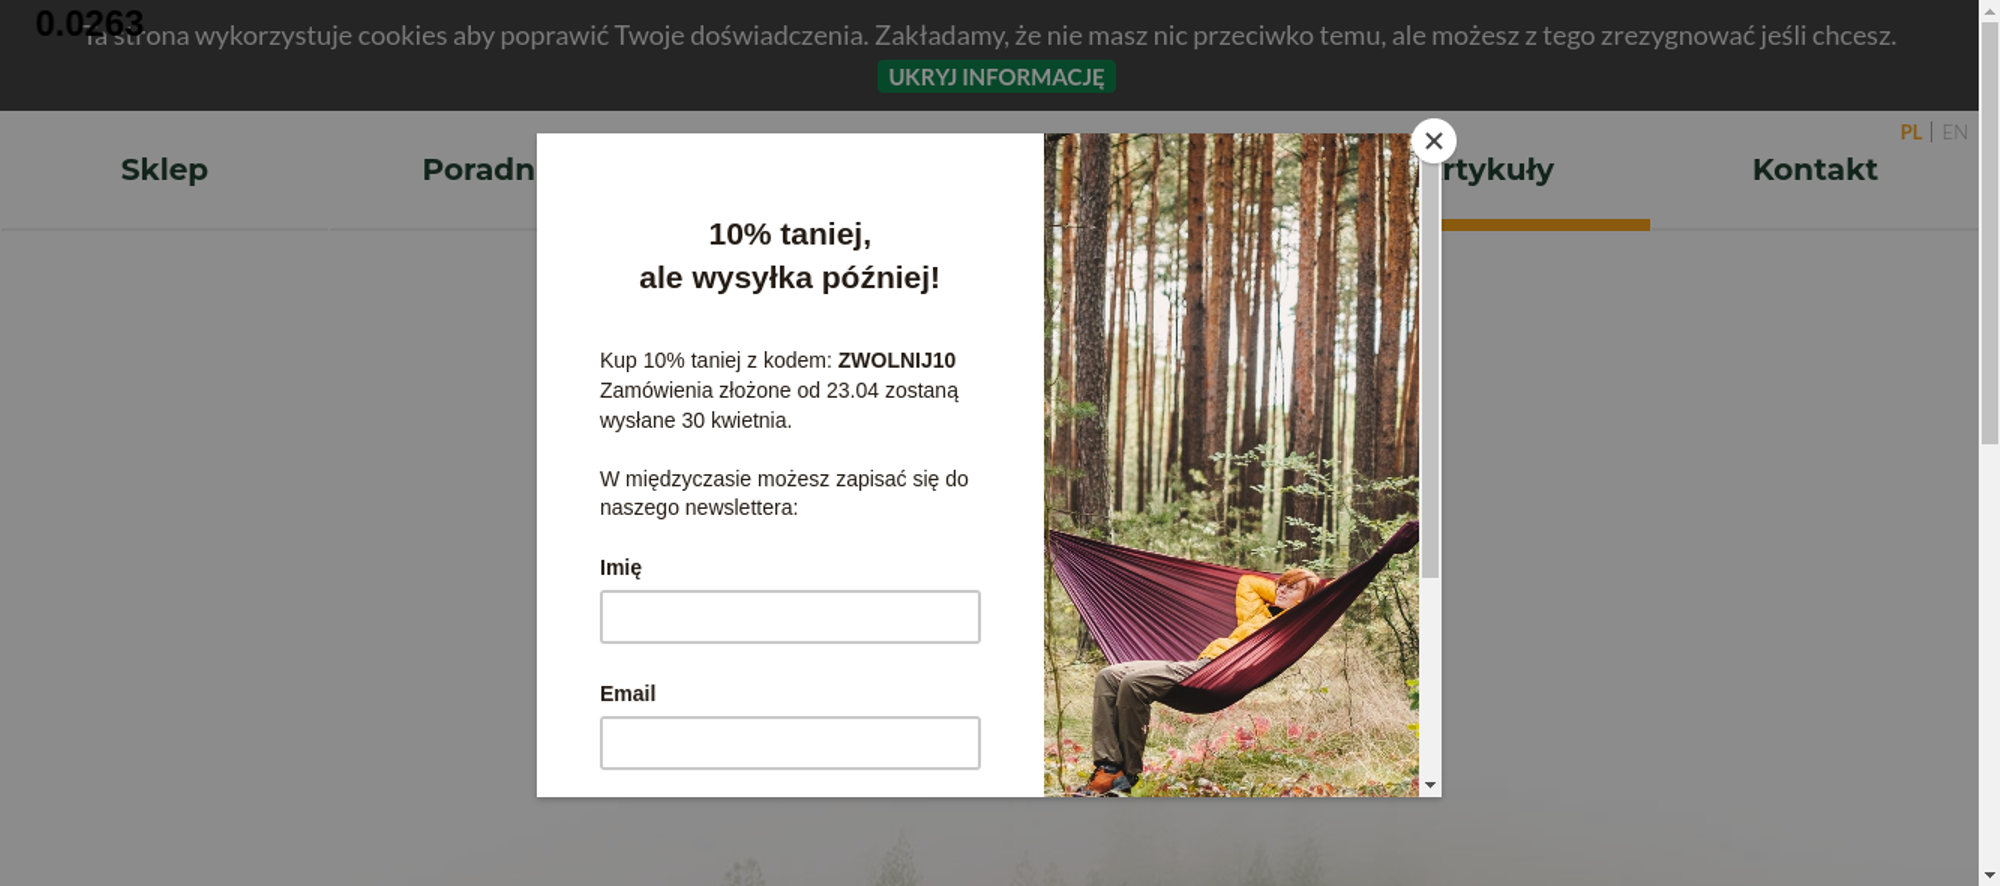 0.0263
Ta strona wykorzystuje cookies aby poprawić Twoje doświadczenia. Zakładamy, że nie masz nic przeciwko temu, ale możesz z tego zrezygnować jeśli chcesz.
UKRYJ INFORMACJĘ
PL | EN
Sklep Poradn rtykuły Kontakt
10% taniej,
ale wysyłka później!
Kup 10% taniej z kodem: ZWOLNIJ10
Zamówienia złożone od 23.04 zostaną
wysłane 30 kwietnia.
W międzyczasie możesz zapisać się do
naszego newslettera:
Imię
Email